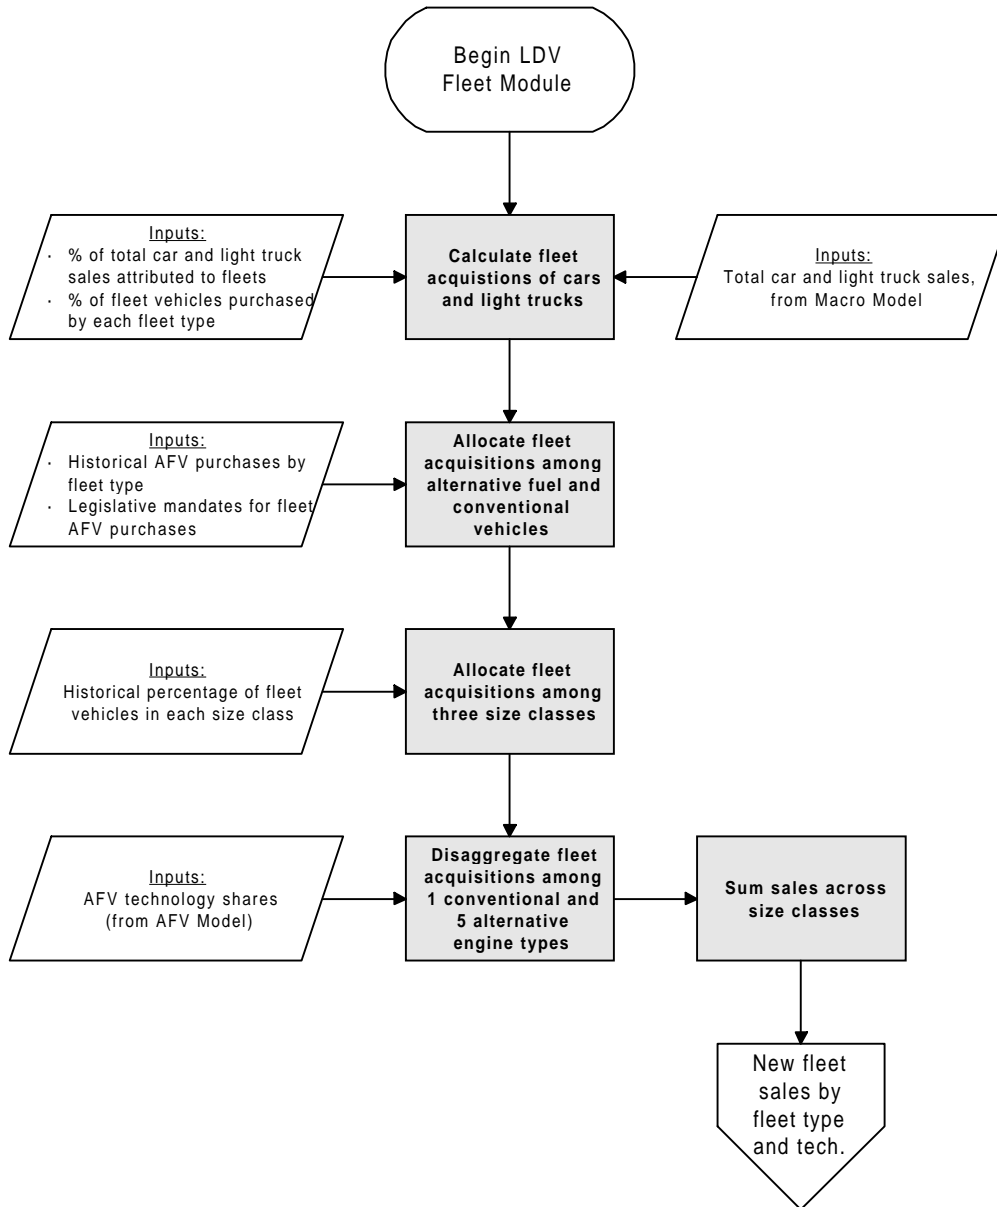 Begin LDV
Fleet Module
Inputs:
· % of total car and light truck
sales attributed to fleets
· % of fleet vehicles purchased
by each fleet type
Calculate fleet
acquistions of cars
and light trucks
Inputs:
Total car and light truck sales,
from Macro Model
Inputs:
· Historical AFV purchases by
fleet type
· Legislative mandates for fleet
AFV purchases
Allocate fleet
acquisitions among
alternative fuel and
conventional
vehicles
Inputs:
Historical percentage of fleet
vehicles in each size class
Allocate fleet
acquisitions among
three size classes
Inputs:
AFV technology shares
(from AFV Model)
Disaggregate fleet
acquisitions among
1 conventional and
5 alternative
engine types
Sum sales across
size classes
New fleet
sales by
fleet type
and tech.